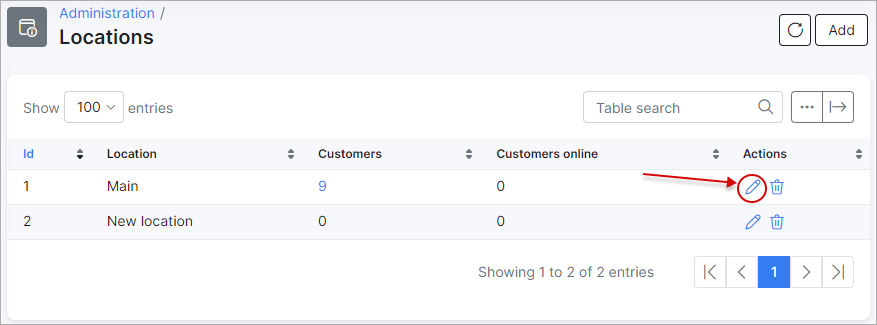 Administration /
Locations
Add
Show 100 entries
Table search
Id Location Customers Customers online Actions
1 Main 9 0
2 New location 0 0
Showing 1 to 2 of 2 entries
1